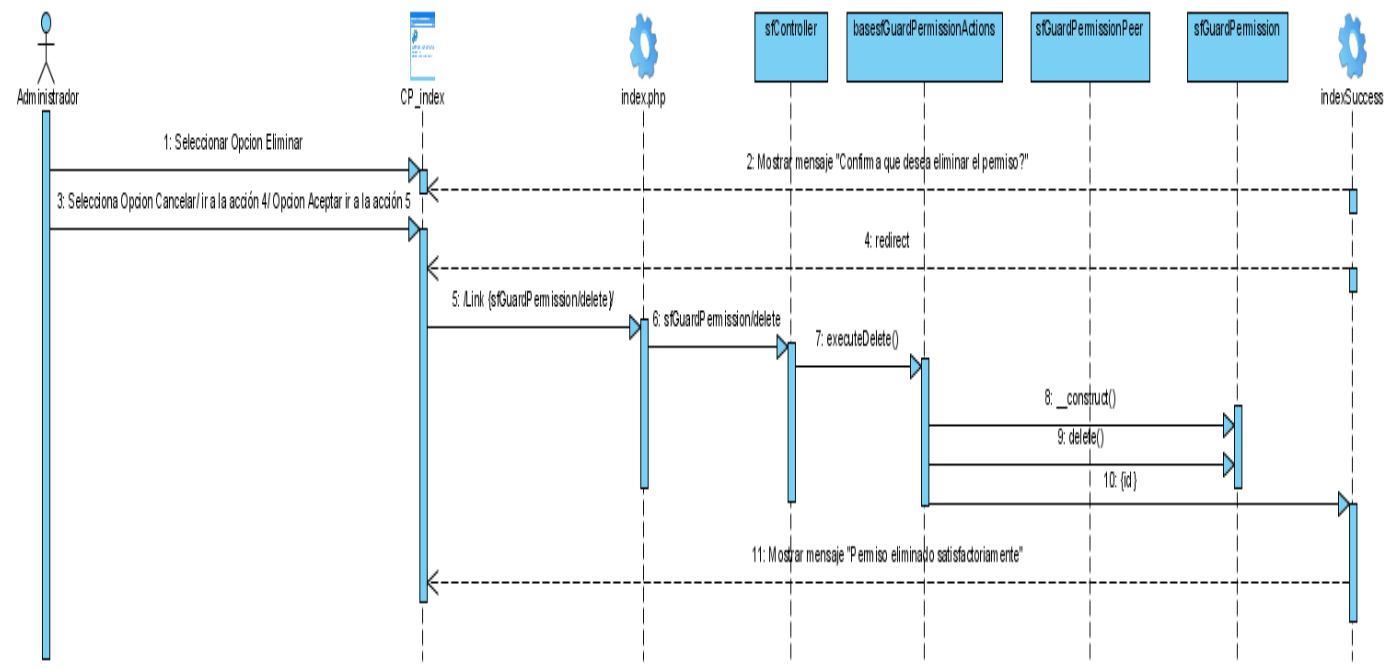 sfController
basesfGuardPermissionActions
sfGuardPermissionPeer
sfGuardPermission
Administrador
CP_index
index.php
indexSuccess
1: Seleccionar Opcion Eliminar
2: Mostrar mensaje "Confirma que desea eliminar el permiso?"
3: Selecciona Opcion Cancelar/ ir a la acción 4/ Opcion Aceptar ir a la acción 5
4: redirect
5: /Link {sfGuardPermission/delete}/
6: sfGuardPermission/delete
7: executeDelete()
8: __construct()
9: delete()
10: {id}
11: Mostrar mensaje "Permiso eliminado satisfactoriamente"